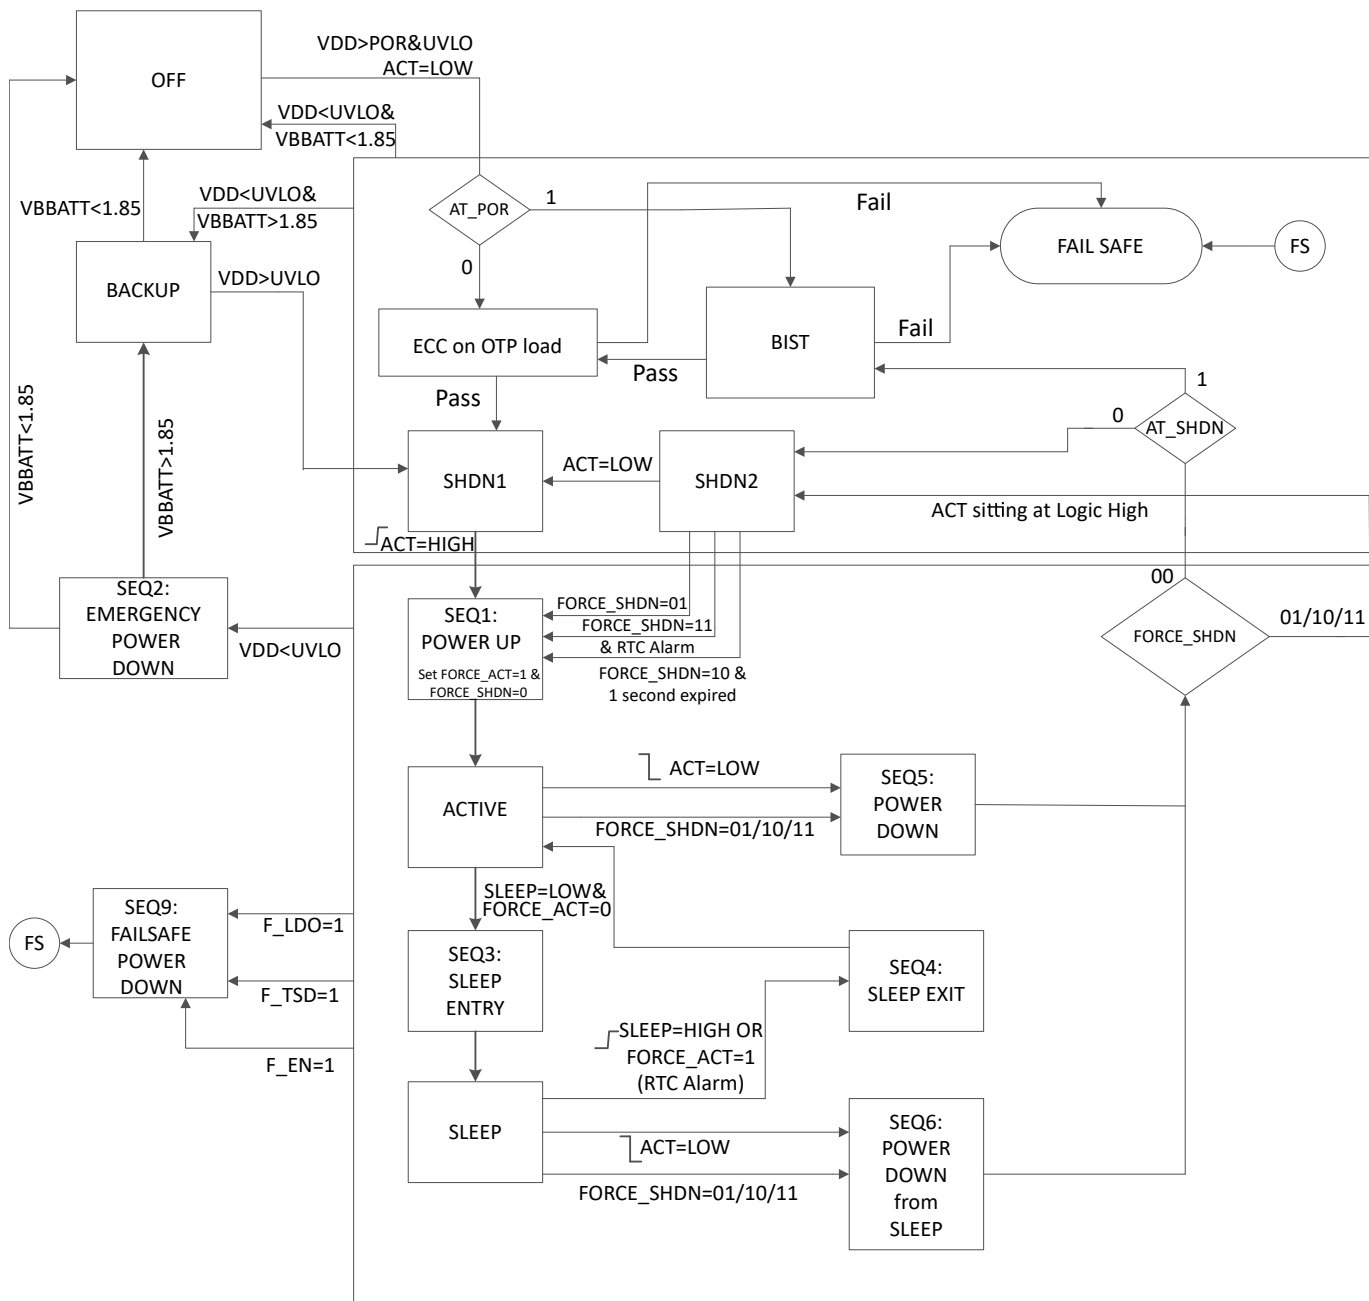 OFF
VDD>POR&UVLO
ACT=LOW
VDD<UVLO&
VBBATT<1.85
VBBATT<1.85
VDD<UVLO&
VBBATT>1.85
AT_POR
1
0
Fail
FAIL SAFE
FS
BACKUP
VDD>UVLO
ECC on OTP load
BIST
Fail
Pass
Pass
1
0
AT_SHDN
VBBATT<1.85
VBBATT>1.85
SHDN1
ACT=LOW
SHDN2
ACT sitting at Logic High
ACT=HIGH
SEQ2:
EMERGENCY
POWER
DOWN
VDD<UVLO
SEQ1:
POWER UP
Set FORCE_ACT=1 &
FORCE_SHDN=0
FORCE_SHDN=01
FORCE_SHDN=11
& RTC Alarm
FORCE_SHDN=10 &
1 second expired
00
FORCE_SHDN
01/10/11
ACTIVE
ACT=LOW
FORCE_SHDN=01/10/11
SEQ5:
POWER
DOWN
SLEEP=LOW&
FORCE_ACT=0
FS
SEQ9:
FAILSAFE
POWER
DOWN
F_LDO=1
F_TSD=1
F_EN=1
SEQ3:
SLEEP
ENTRY
SEQ4:
SLEEP EXIT
SLEEP=HIGH OR
FORCE_ACT=1
(RTC Alarm)
SLEEP
ACT=LOW
FORCE_SHDN=01/10/11
SEQ6:
POWER
DOWN
from
SLEEP